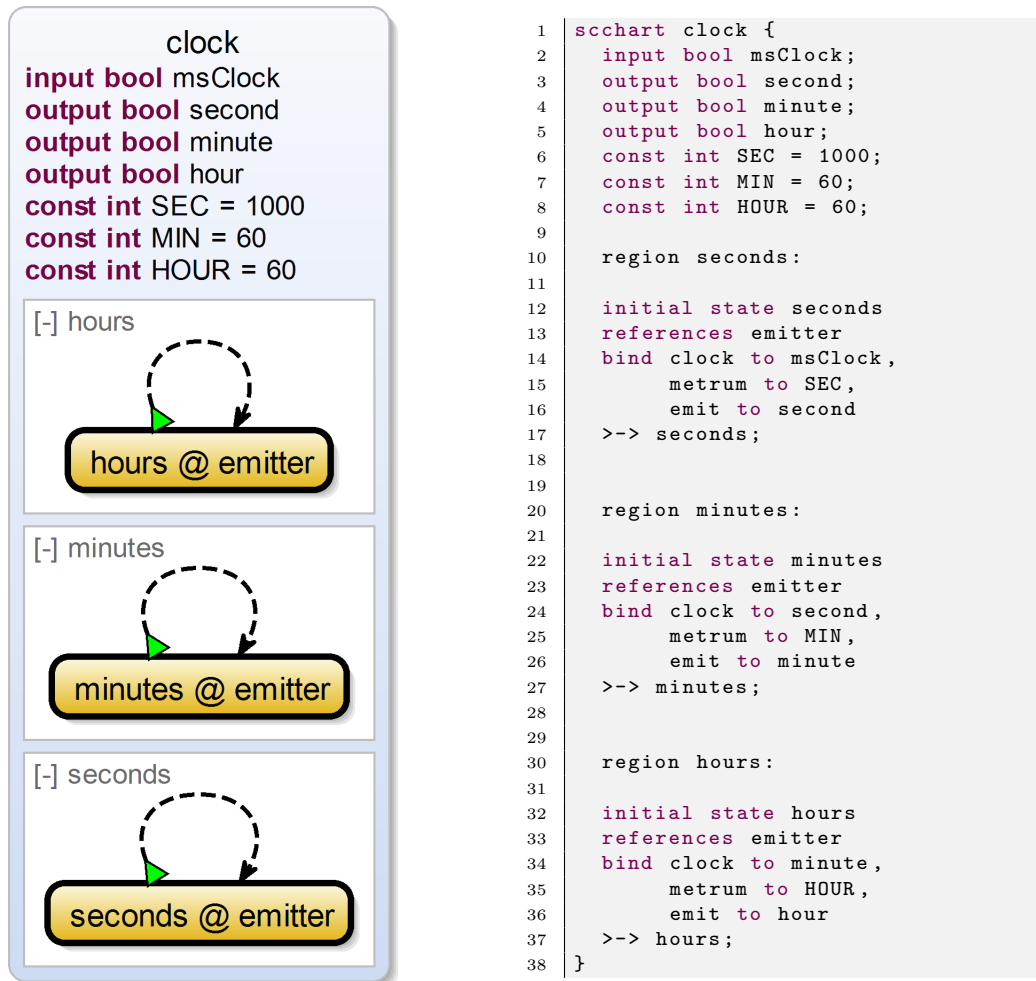 clock
input bool msClock
output bool second
output bool minute
output bool hour
const int SEC = 1000
const int MIN = 60
const int HOUR = 60
[-] hours
hours @ emitter
[-] minutes
minutes @ emitter
[-] seconds
seconds @ emitter
1 scchart clock {
2 input bool msClock;
3 output bool second;
4 output bool minute;
5 output bool hour;
6 const int SEC = 1000;
7 const int MIN = 60;
8 const int HOUR = 60;
9
10 region seconds:
11
12 initial state seconds
13 references emitter
14 bind clock to msClock,
15 metrum to SEC,
16 emit to second
17 >-> seconds;
18
19
20 region minutes:
21
22 initial state minutes
23 references emitter
24 bind clock to second,
25 metrum to MIN,
26 emit to minute
27 >-> minutes;
28
29
30 region hours:
31
32 initial state hours
33 references emitter
34 bind clock to minute,
35 metrum to HOUR,
36 emit to hour
37 >-> hours;
38 }